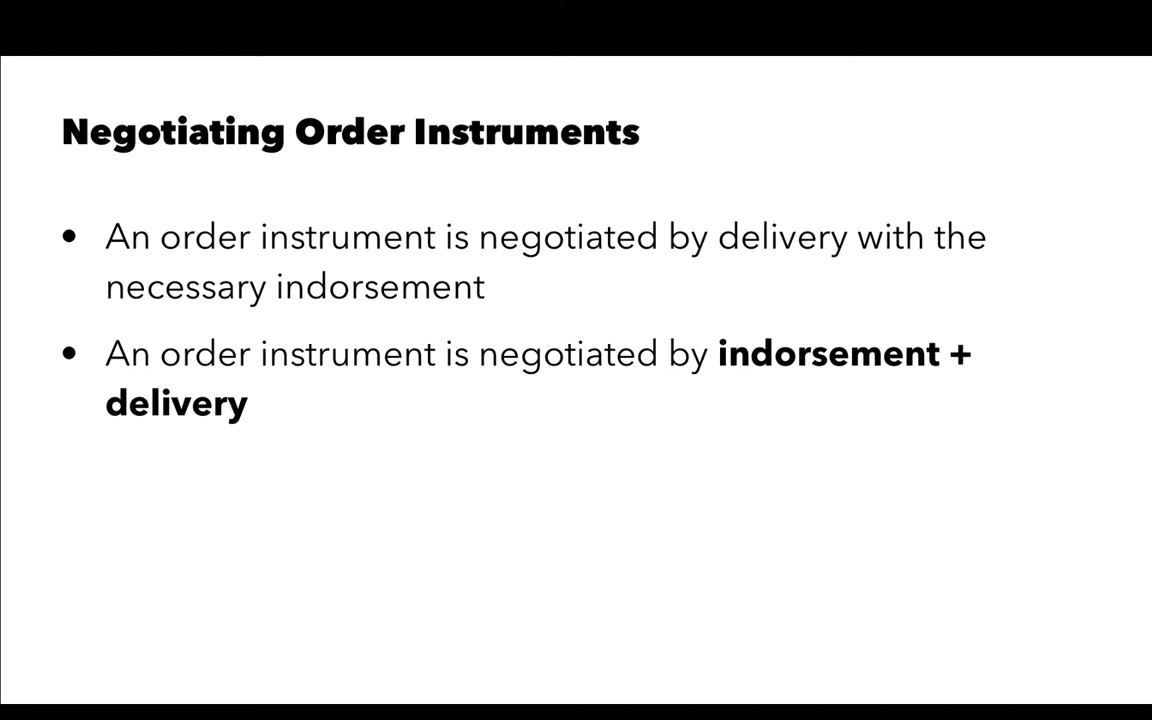 Negotiating Order Instruments
• An order instrument is negotiated by delivery with the
necessary indorsement
• An order instrument is negotiated by indorsement +
delivery